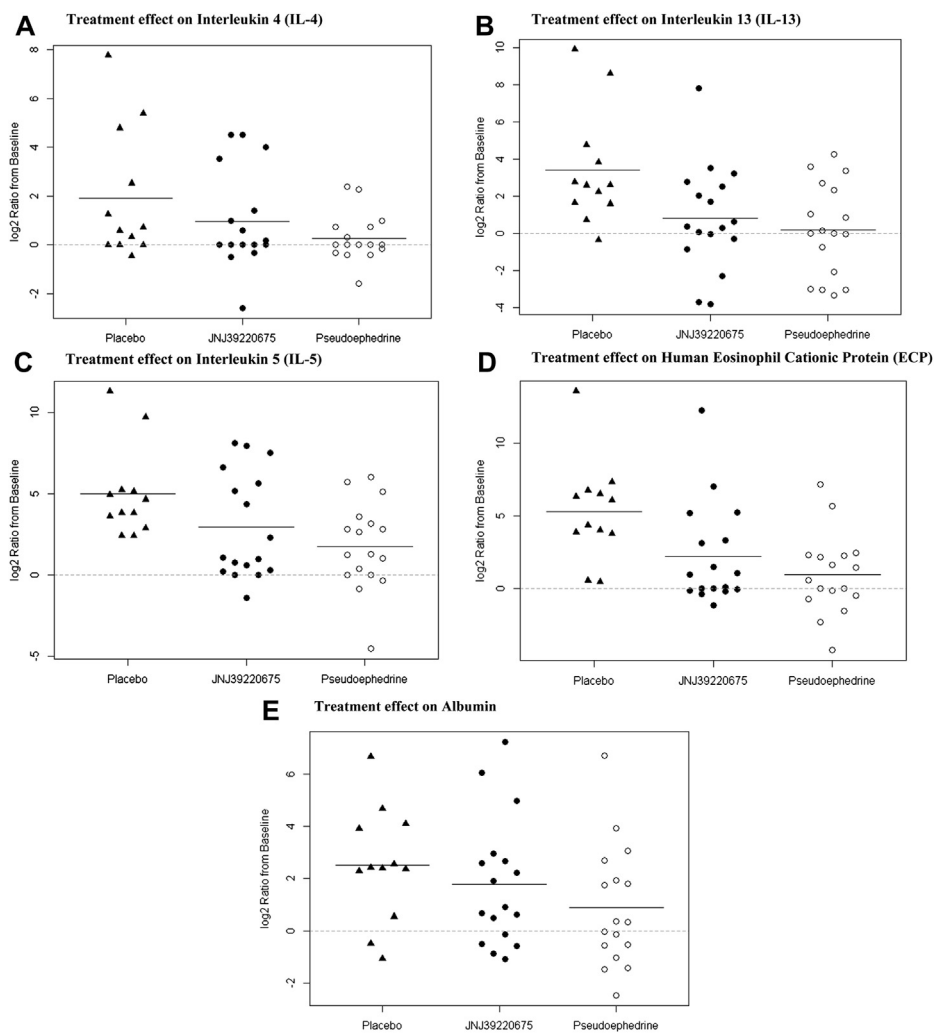 A
Treatment effect on Interleukin 4 (IL-4)
log2 Ratio from Baseline
8
6
4
2
0
-2
Placebo
JNJ39220675
Pseudoephedrine
B
Treatment effect on Interleukin 13 (IL-13)
log2 Ratio from Baseline
10
8
6
4
2
0
-2
-4
Placebo
JNJ39220675
Pseudoephedrine
C
Treatment effect on Interleukin 5 (IL-5)
log2 Ratio from Baseline
10
5
0
-5
Placebo
JNJ39220675
Pseudoephedrine
D
Treatment effect on Human Eosinophil Cationic Protein (ECP)
log2 Ratio from Baseline
10
5
0
Placebo
JNJ39220675
Pseudoephedrine
E
Treatment effect on Albumin
log2 Ratio from Baseline
6
4
2
0
-2
Placebo
JNJ39220675
Pseudoephedrine